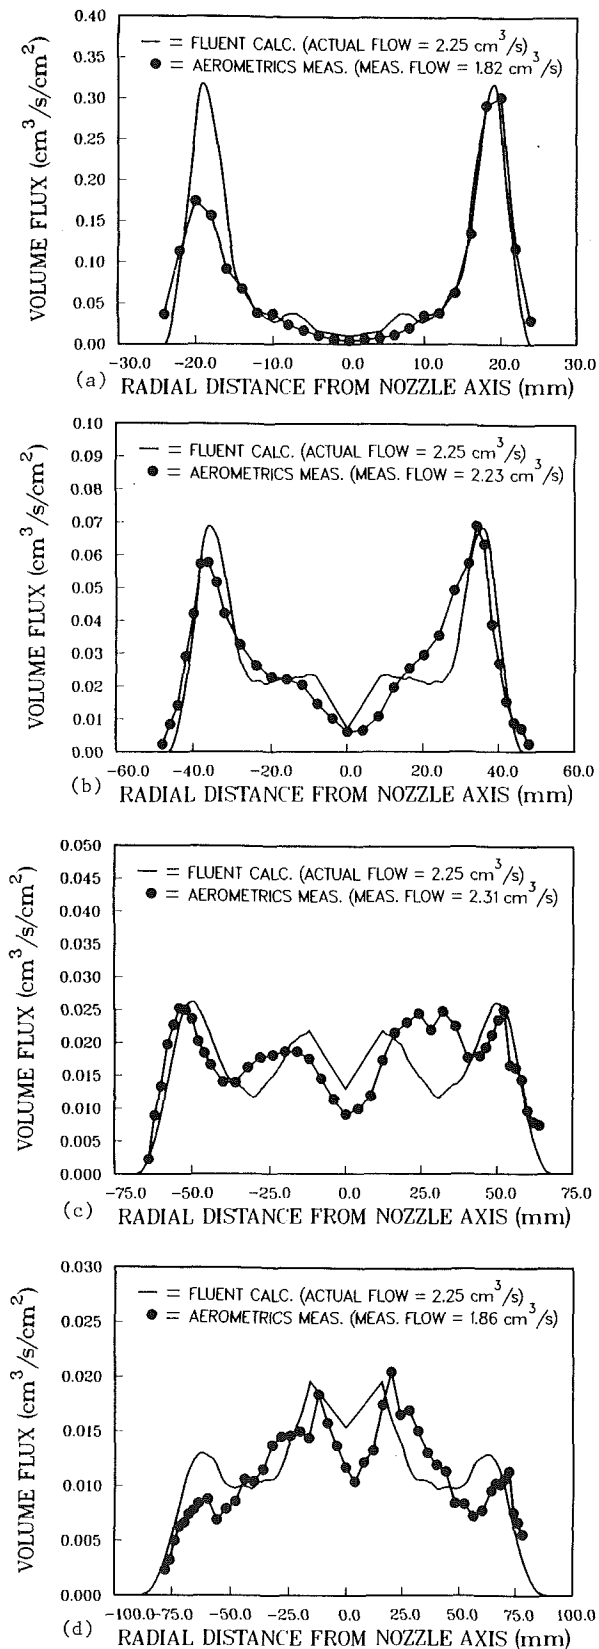 0.40
— = FLUENT CALC. (ACTUAL FLOW = 2.25 cm³/s)
● = AEROMETRICS MEAS. (MEAS. FLOW = 1.82 cm³/s)
0.35
0.30
0.25
0.20
0.15
0.10
0.05
0.00
VOLUME FLUX (cm³/s/cm²)
-30.0 -20.0 -10.0 0.0 10.0 20.0 30.0
(a) RADIAL DISTANCE FROM NOZZLE AXIS (mm)
0.10
— = FLUENT CALC. (ACTUAL FLOW = 2.25 cm³/s)
● = AEROMETRICS MEAS. (MEAS. FLOW = 2.23 cm³/s)
0.09
0.08
0.07
0.06
0.05
0.04
0.03
0.02
0.01
0.00
VOLUME FLUX (cm³/s/cm²)
-60.0 -40.0 -20.0 0.0 20.0 40.0 60.0
(b) RADIAL DISTANCE FROM NOZZLE AXIS (mm)
0.050
— = FLUENT CALC. (ACTUAL FLOW = 2.25 cm³/s)
● = AEROMETRICS MEAS. (MEAS. FLOW = 2.31 cm³/s)
0.045
0.040
0.035
0.030
0.025
0.020
0.015
0.010
0.005
0.000
VOLUME FLUX (cm³/s/cm²)
-75.0 -50.0 -25.0 0.0 25.0 50.0 75.0
(c) RADIAL DISTANCE FROM NOZZLE AXIS (mm)
0.030
— = FLUENT CALC. (ACTUAL FLOW = 2.25 cm³/s)
● = AEROMETRICS MEAS. (MEAS. FLOW = 1.86 cm³/s)
0.025
0.020
0.015
0.010
0.005
0.000
VOLUME FLUX (cm³/s/cm²)
-100.0 -75.0 -50.0 -25.0 0.0 25.0 50.0 75.0 100.0
(d) RADIAL DISTANCE FROM NOZZLE AXIS (mm)